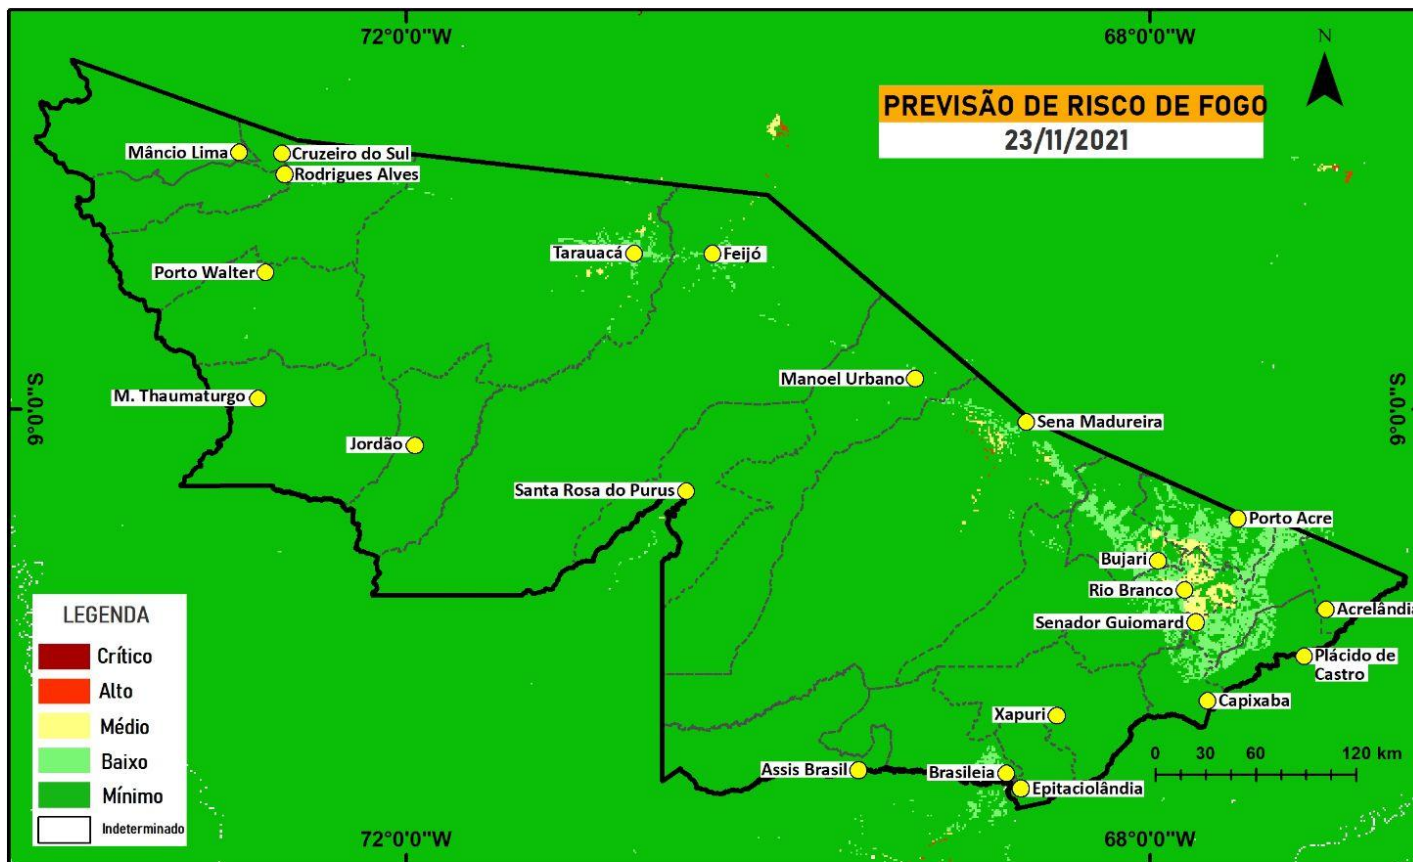 72°0'0"W
68°0'0"W
N
PREVISÃO DE RISCO DE FOGO
23/11/2021
Mâncio Lima
Cruzeiro do Sul
Rodrigues Alves
Tarauacá
Feijó
Porto Walter
Manoel Urbano
M. Thaumaturgo
9°0'0"S
9°0'0"S
Sena Madureira
Jordão
Santa Rosa do Purus
Porto Acre
Bujari
Rio Branco
Acrelândia
Senador Guiomard
Plácido de
Castro
Capixaba
Xapuri
Assis Brasil
Brasileia
Epitaciolândia
0 30 60 120 km
LEGENDA
Crítico
Alto
Médio
Baixo
Mínimo
Indeterminado
72°0'0"W
68°0'0"W